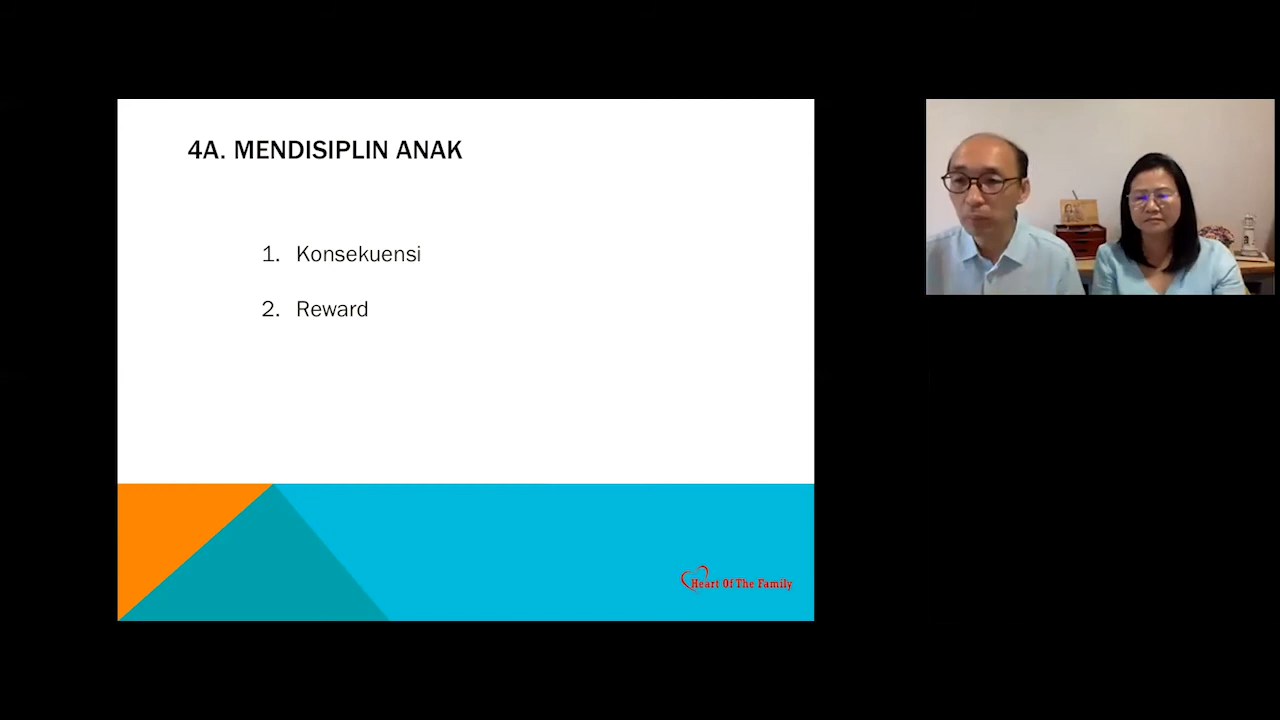 4A. MENDISIPLIN ANAK
1. Konsekuensi
2. Reward
Heart Of The Family